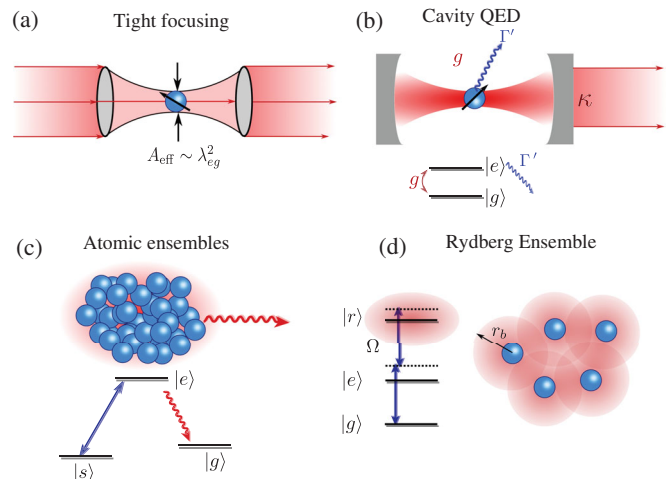 (a) Tight focusing
A_eff ∼ λ_eg^2
(b) Cavity QED
g Γ′
κ
g |e⟩ Γ′
|g⟩
(c) Atomic ensembles
|e⟩
|s⟩ |g⟩
(d) Rydberg Ensemble
|r⟩
Ω
|e⟩
|g⟩
r_b